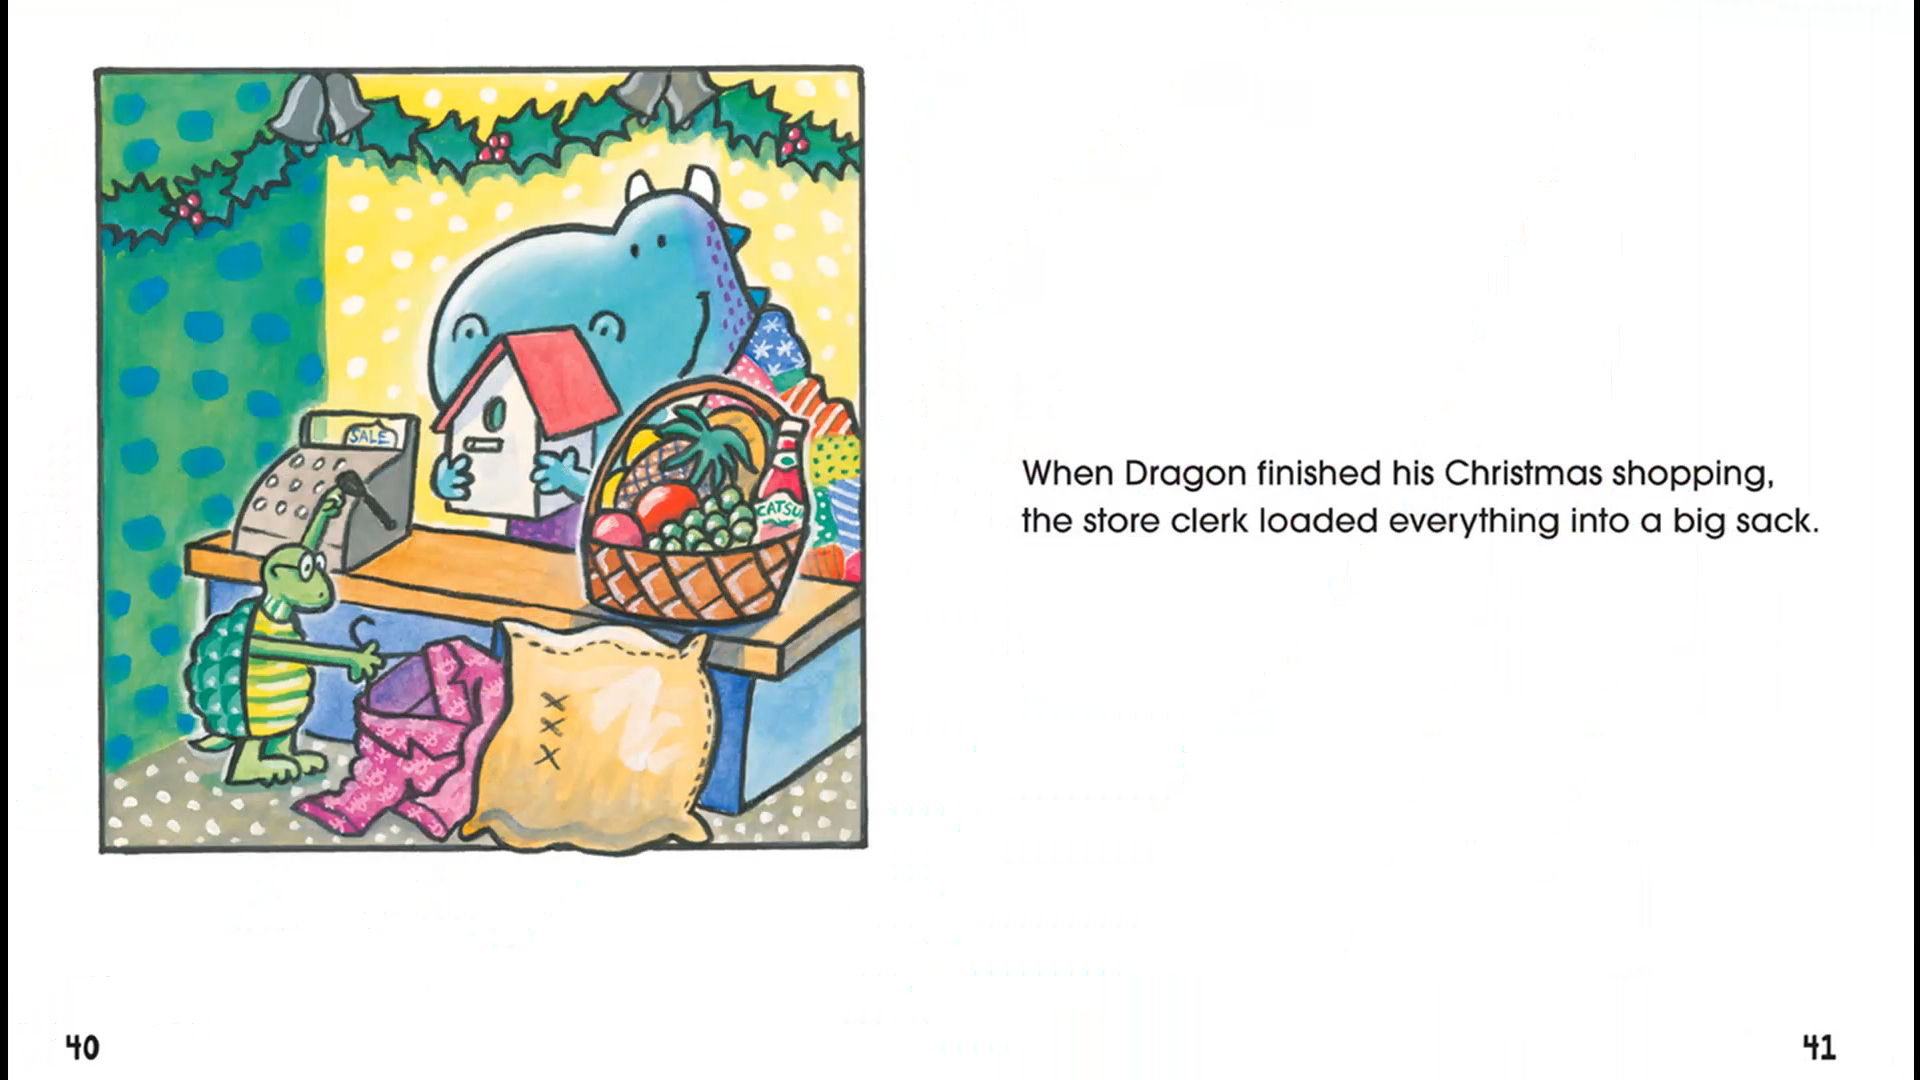 SALE
CATSU
When Dragon finished his Christmas shopping,
the store clerk loaded everything into a big sack.
40
41